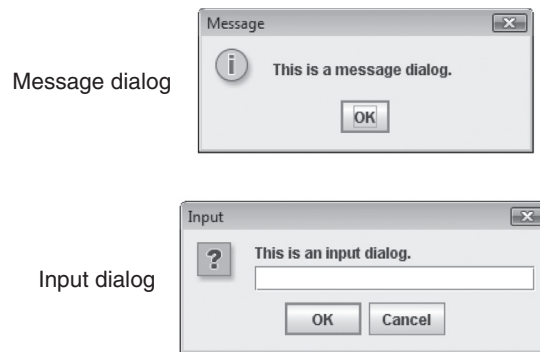 Message
i
Message dialog
This is a message dialog.
OK
Input
?
This is an input dialog.
Input dialog
OK Cancel